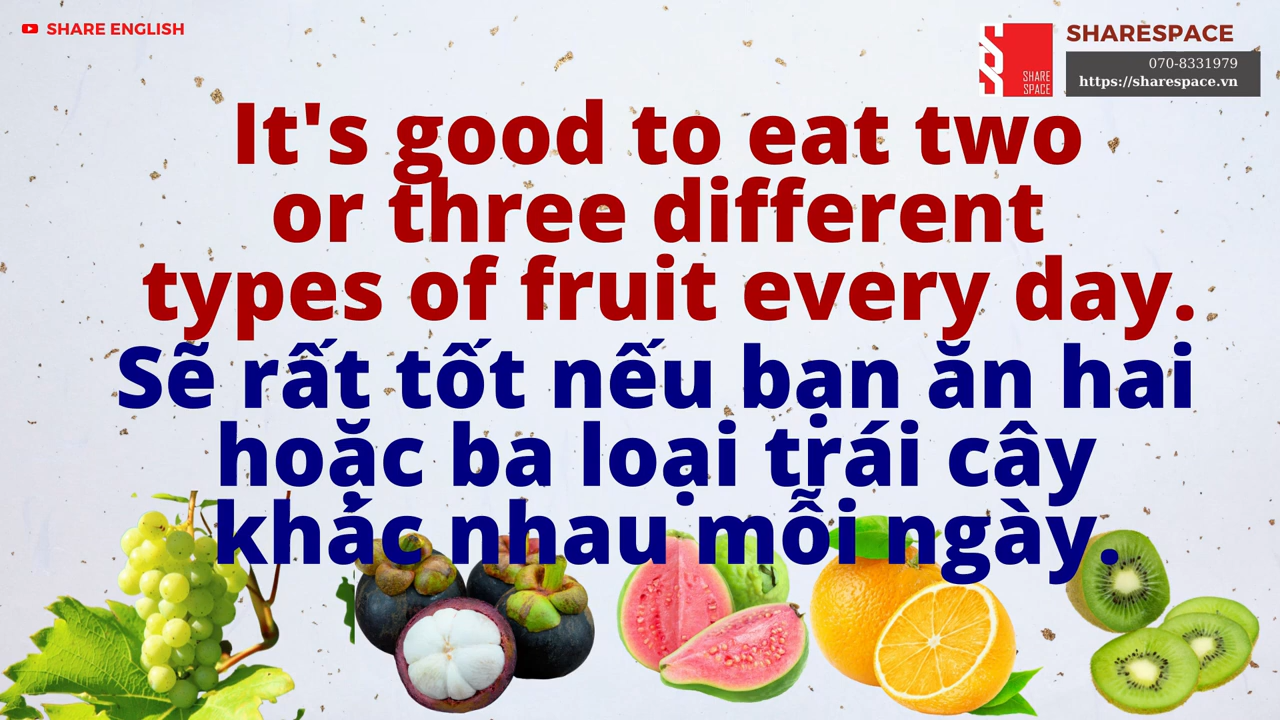 SHARE ENGLISH
SHARESPACE
SHARE
SPACE
070-8331979
https://sharespace.vn
It's good to eat two
or three different
types of fruit every day.
Sẽ rất tốt nếu bạn ăn hai
hoặc ba loại trái cây
khác nhau mỗi ngày.